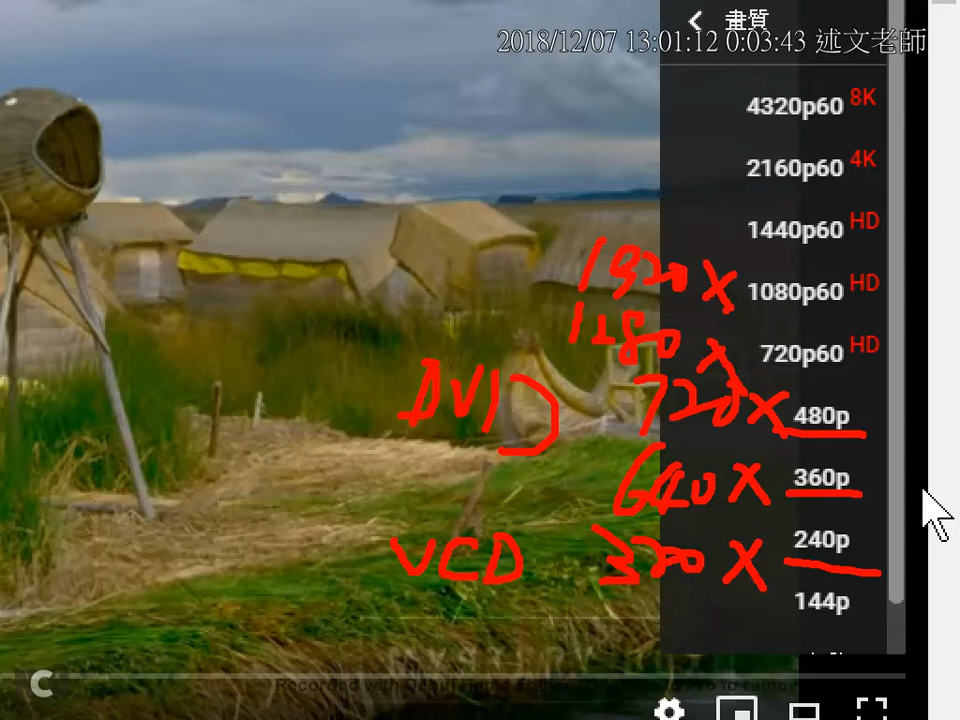 畫質
2018/12/07 13:01:12 0:03:43 述文老師
4320p60 8K
2160p60 4K
1440p60 HD
1920 X 1080p60 HD
1280 X 720p60 HD
DVD 720 X 480p
640 X 360p
VCD 320 X 240p
144p